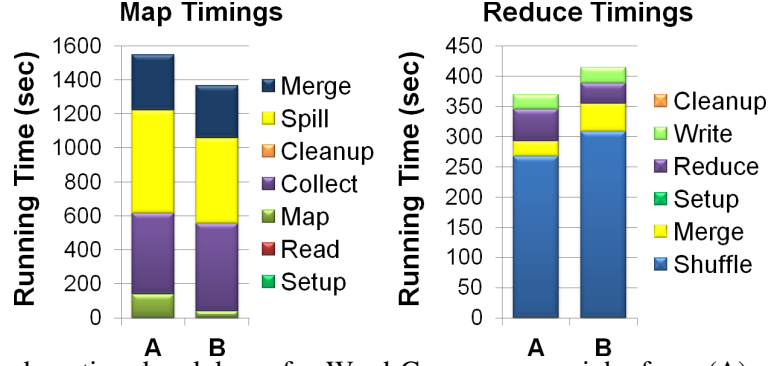 Map Timings
Running Time (sec)
1600
1400
1200
1000
800
600
400
200
0
A B
Merge
Spill
Cleanup
Collect
Map
Read
Setup
Reduce Timings
Running Time (sec)
450
400
350
300
250
200
150
100
50
0
A B
Cleanup
Write
Reduce
Setup
Merge
Shuffle
(A)